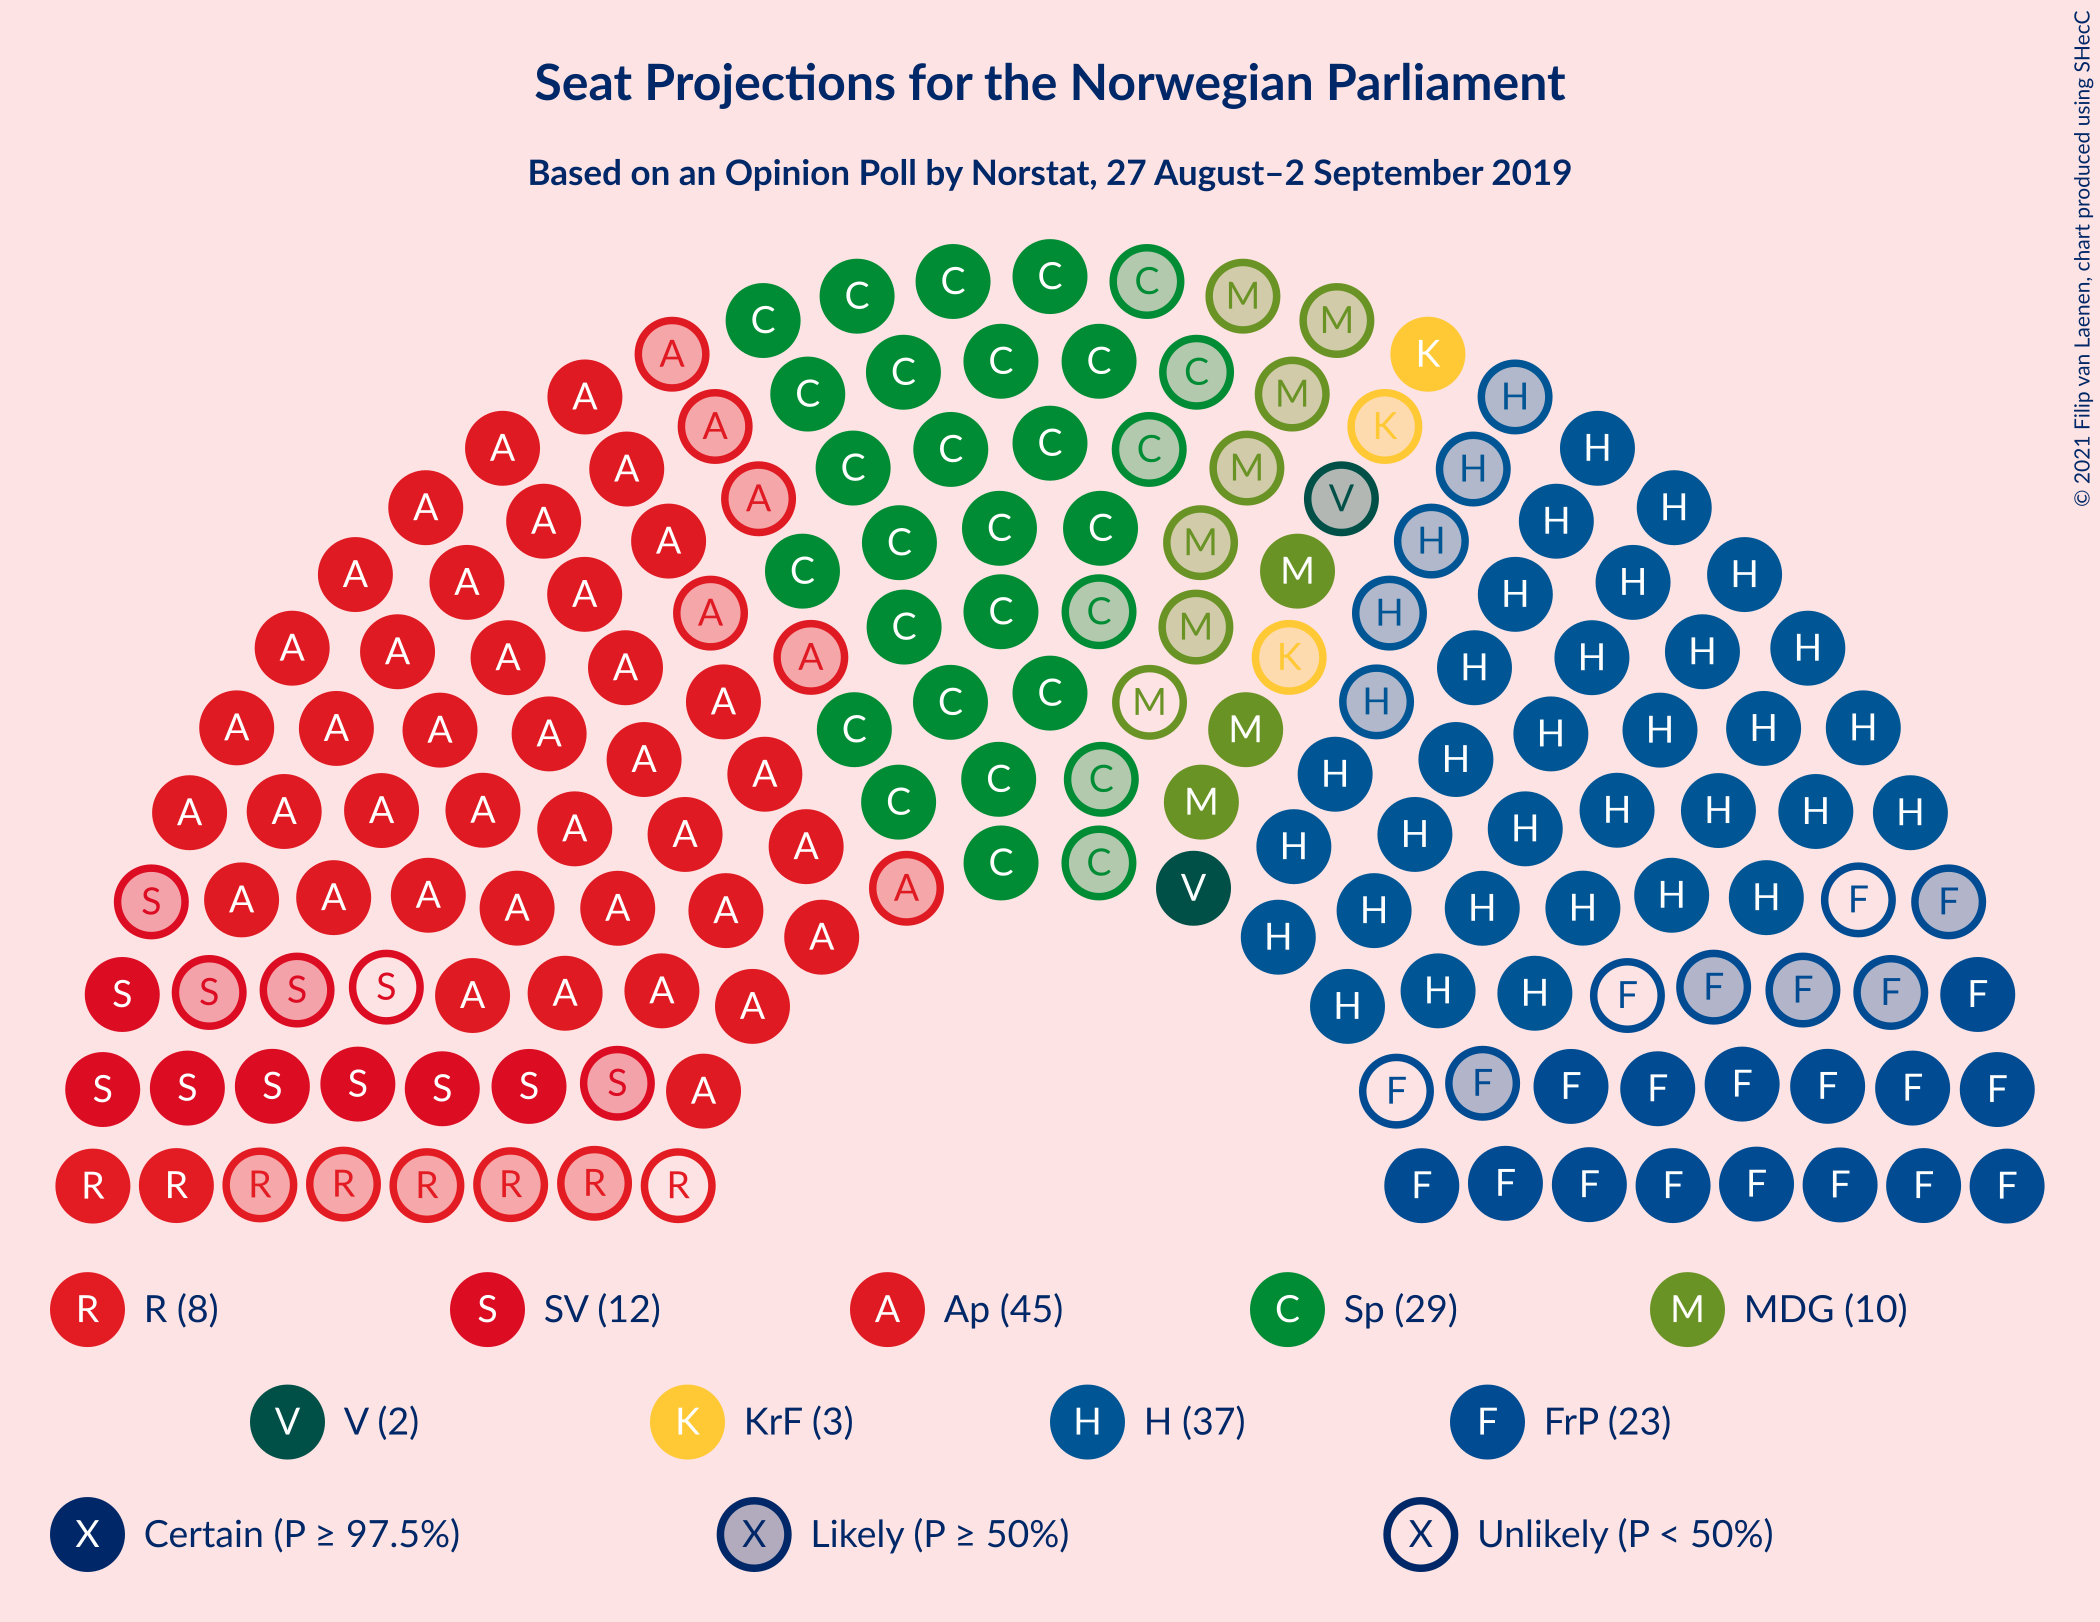 Seat Projections for the Norwegian Parliament
Based on an Opinion Poll by Norstat, 27 August–2 September 2019
© 2021 Filip van Laenen, chart produced using SHecC
C C C C C M M
A C C C C C M K
A A C C C C M K H
A A A C C C M V H H
A A A C C C M M H H H
A A A A C C C M K H H H H
A A A A A C C C M M H H H H H
A A A A A A C C C M H H H H H H
A A A A A A A A C C V H H H H H H H
S A A A A A A A H H H H H H F F
S S S S A A A A H H H F F F F F
S S S S S S S A F F F F F F F F
R R R R R R R R F F F F F F F F
R R (8) S SV (12) A Ap (45) C Sp (29) M MDG (10)
V V (2) K KrF (3) H H (37) F FrP (23)
X Certain (P ≥ 97.5%) X Likely (P ≥ 50%) X Unlikely (P < 50%)